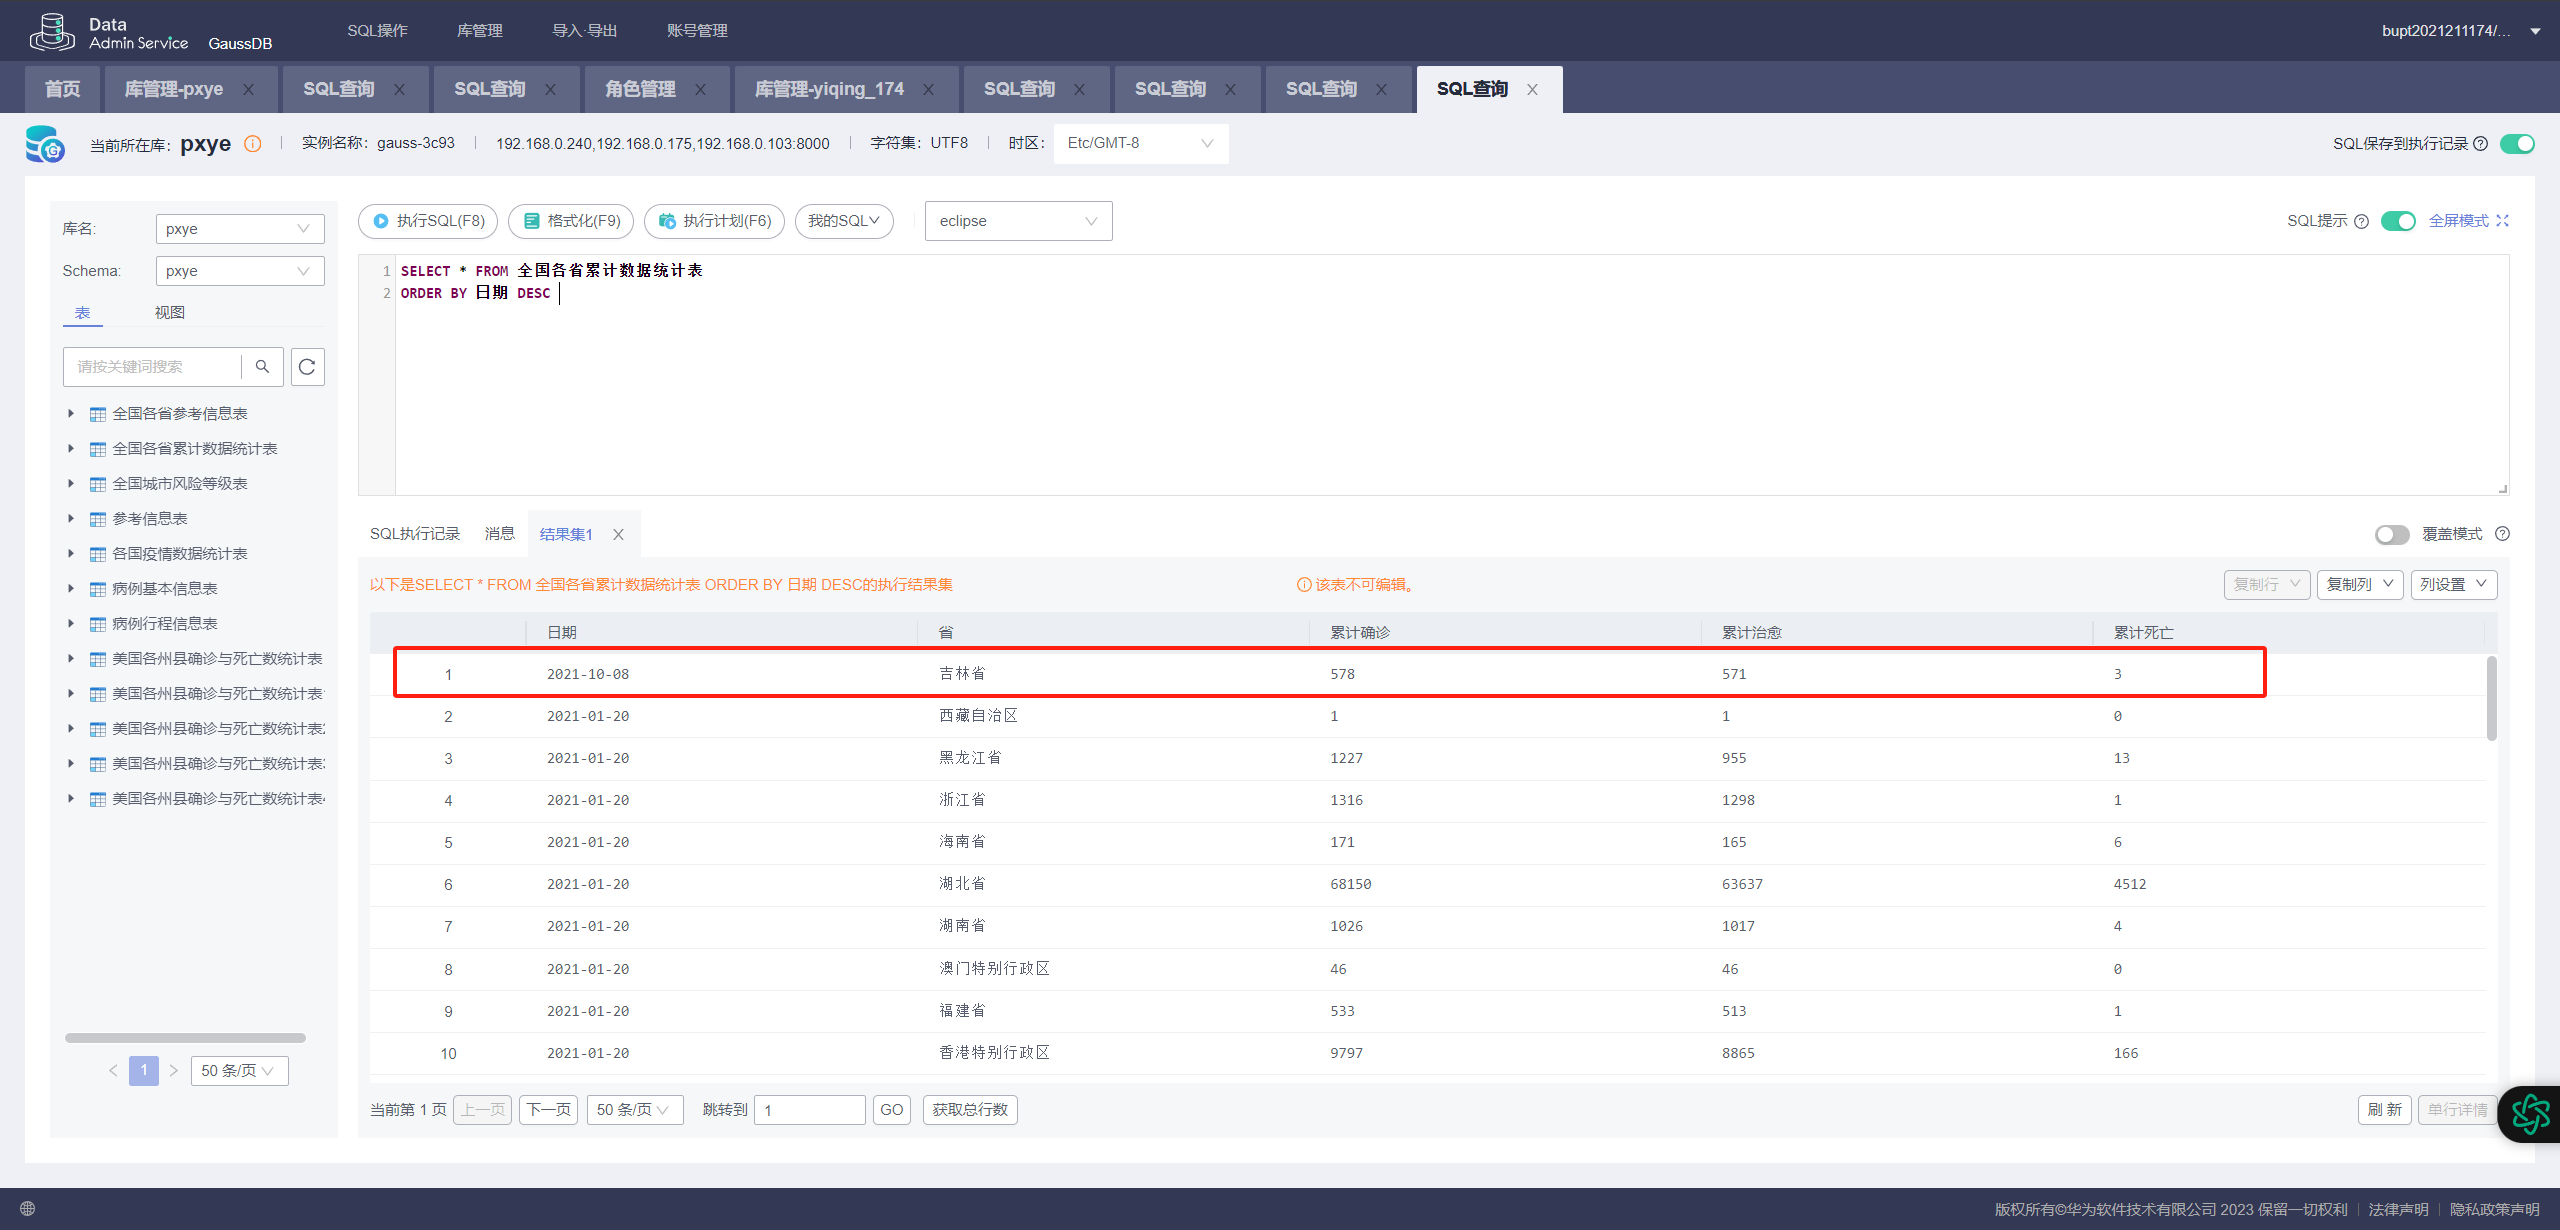 Data
Admin Service GaussDB SQL操作 库管理 导入·导出 账号管理 bupt2021211174/...
首页 库管理-pxye SQL查询 SQL查询 角色管理 库管理-yiqing_174 SQL查询 SQL查询 SQL查询 SQL查询
当前所在库: pxye 实例名称: gauss-3c93 192.168.0.240,192.168.0.175,192.168.0.103:8000 字符集: UTF8 时区: Etc/GMT-8 SQL保存到执行记录
库名: pxye
Schema: pxye
表 视图
请按关键词搜索
全国各省参考信息表
全国各省累计数据统计表
全国城市风险等级表
参考信息表
各国疫情数据统计表
病例基本信息表
病例行程信息表
美国各州县确诊与死亡数统计表
美国各州县确诊与死亡数统计表
美国各州县确诊与死亡数统计表2
美国各州县确诊与死亡数统计表3
美国各州县确诊与死亡数统计表4
1 50 条/页
执行SQL(F8) 格式化(F9) 执行计划(F6) 我的SQL eclipse SQL提示 全屏模式
1 SELECT * FROM 全国各省累计数据统计表
2 ORDER BY 日期 DESC
SQL执行记录 消息 结果集1 覆盖模式
以下是SELECT * FROM 全国各省累计数据统计表 ORDER BY 日期 DESC的执行结果集 该表不可编辑。 复制行 复制列 列设置
日期 省 累计确诊 累计治愈 累计死亡
1 2021-10-08 吉林省 578 571 3
2 2021-01-20 西藏自治区 1 1 0
3 2021-01-20 黑龙江省 1227 955 13
4 2021-01-20 浙江省 1316 1298 1
5 2021-01-20 海南省 171 165 6
6 2021-01-20 湖北省 68150 63637 4512
7 2021-01-20 湖南省 1026 1017 4
8 2021-01-20 澳门特别行政区 46 46 0
9 2021-01-20 福建省 533 513 1
10 2021-01-20 香港特别行政区 9797 8865 166
当前第 1 页 上一页 下一页 50 条/页 跳转到 1 GO 获取总行数 刷 新 单行详情
版权所有©华为软件技术有限公司 2023 保留一切权利 法律声明 隐私政策声明